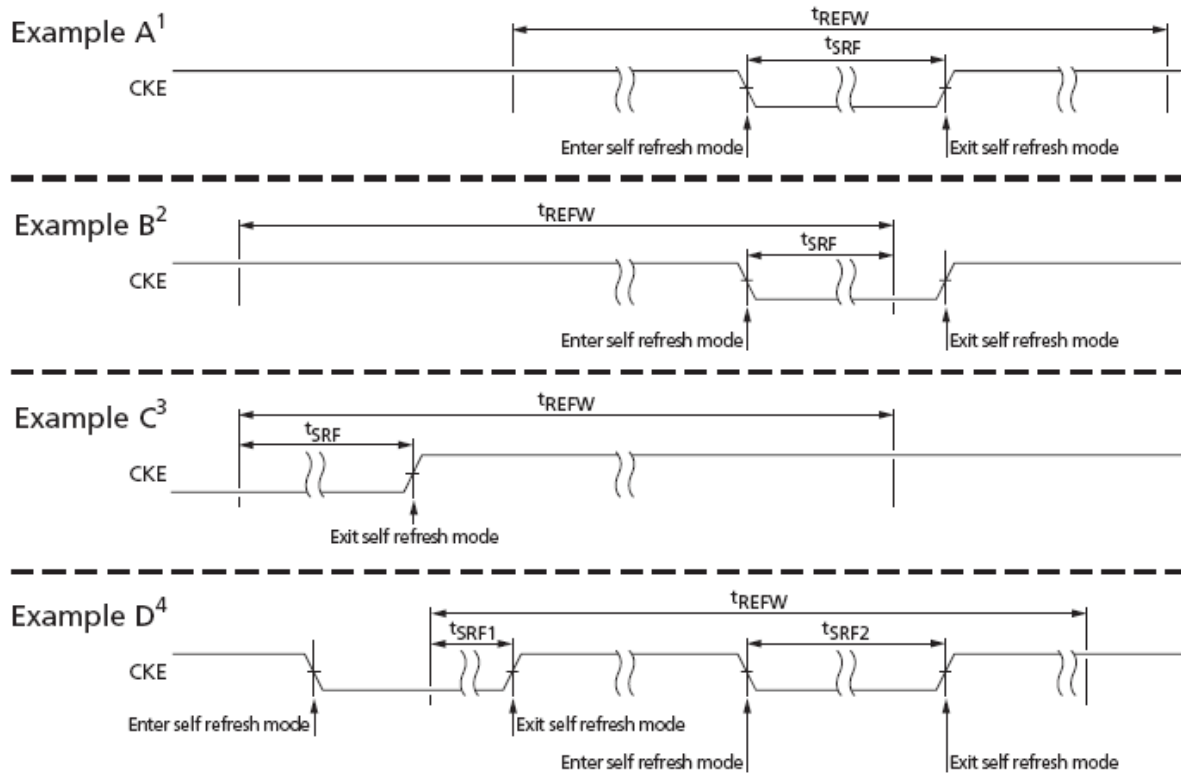 Example A1
tREFW
tSRF
CKE
Enter self refresh mode
Exit self refresh mode
Example B2
tREFW
tSRF
CKE
Enter self refresh mode
Exit self refresh mode
Example C3
tREFW
tSRF
CKE
Exit self refresh mode
Example D4
tREFW
tSRF1
tSRF2
CKE
Enter self refresh mode
Exit self refresh mode
Enter self refresh mode
Exit self refresh mode